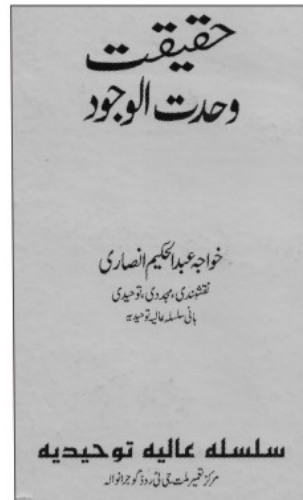 حقیقت
وحدت الوجود
خواجہ عبدالحکیم انصاری
نقشبندی، مجددی، توحیدی
بانی سلسلہ عالیہ توحیدیہ
سلسلہ عالیہ توحیدیہ
مرکز تعمیر ملت جی ٹی روڈ گوجرانوالہ